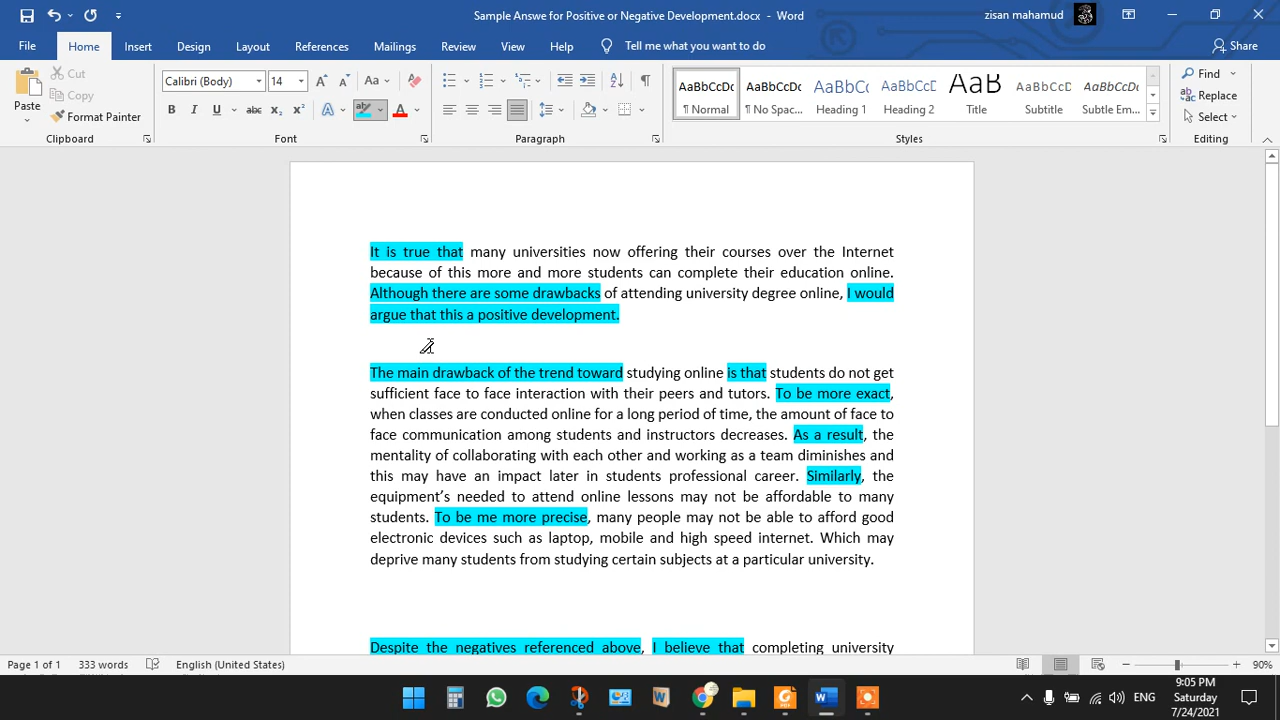 Sample Answe for Positive or Negative Development.docx - Word
zisan mahamud
File Home Insert Design Layout References Mailings Review View Help Tell me what you want to do Share
Paste Cut Copy Format Painter
Calibri (Body) 14
AaBbCcDc AaBbCcDc AaBbCc AaBbCcD AaB AaBbCcD AaBbCcD
¶ Normal ¶ No Spac... Heading 1 Heading 2 Title Subtitle Subtle Em...
Find Replace Select
Clipboard Font Paragraph Styles Editing
It is true that many universities now offering their courses over the Internet
because of this more and more students can complete their education online.
Although there are some drawbacks of attending university degree online, I would
argue that this a positive development.
The main drawback of the trend toward studying online is that students do not get
sufficient face to face interaction with their peers and tutors. To be more exact,
when classes are conducted online for a long period of time, the amount of face to
face communication among students and instructors decreases. As a result, the
mentality of collaborating with each other and working as a team diminishes and
this may have an impact later in students professional career. Similarly, the
equipment’s needed to attend online lessons may not be affordable to many
students. To be me more precise, many people may not be able to afford good
electronic devices such as laptop, mobile and high speed internet. Which may
deprive many students from studying certain subjects at a particular university.
Despite the negatives referenced above, I believe that completing university
Page 1 of 1 333 words English (United States) 90%
ENG
9:05 PM
Saturday
7/24/2021